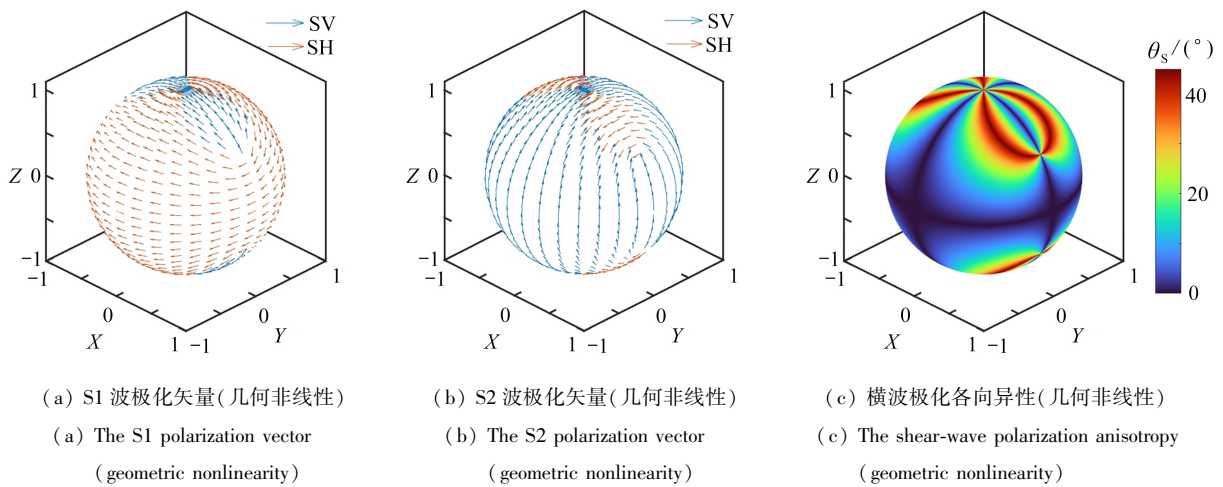 SV
SH
1
Z 0
-1
-1
0
X
1
-1
0
Y
1
SV
SH
1
Z 0
-1
-1
0
X
1
-1
0
Y
1
θS/(°)
40
20
0
1
Z 0
-1
-1
0
X
1
-1
0
Y
1
(a) S1 波极化矢量(几何非线性)
(a) The S1 polarization vector
(geometric nonlinearity)
(b) S2 波极化矢量(几何非线性)
(b) The S2 polarization vector
(geometric nonlinearity)
(c) 横波极化各向异性(几何非线性)
(c) The shear-wave polarization anisotropy
(geometric nonlinearity)